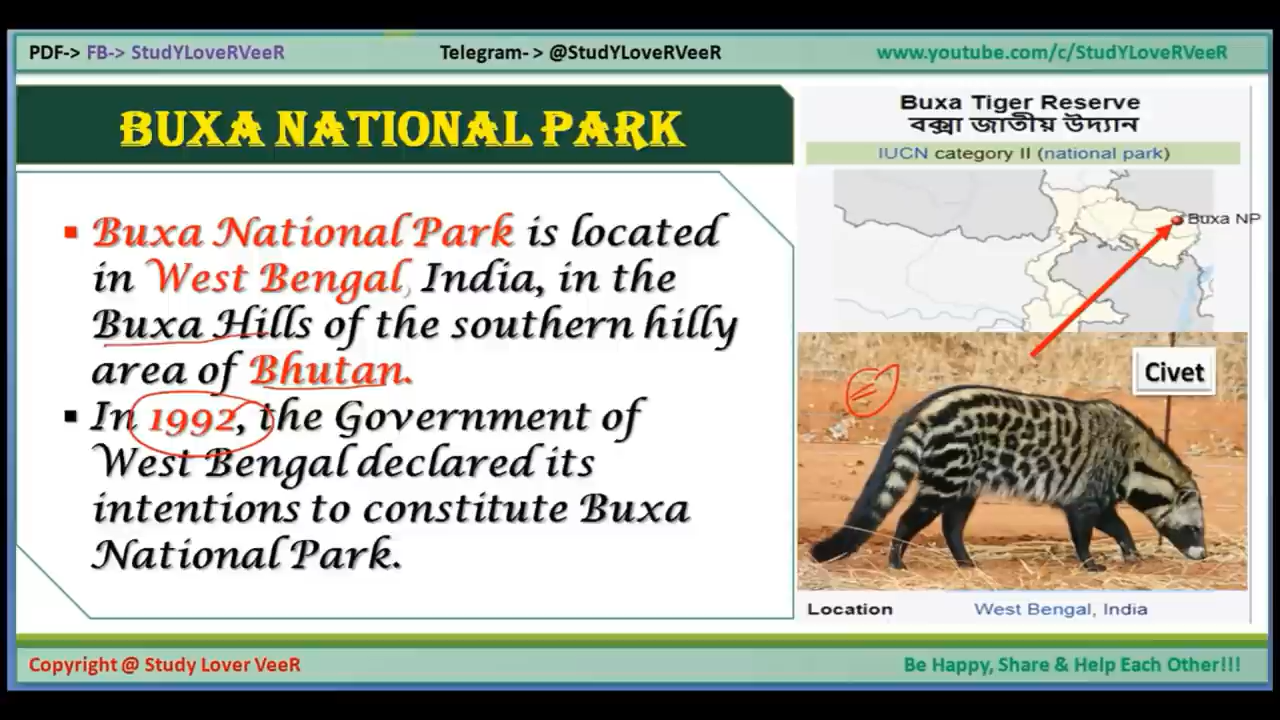 PDF-> FB-> StudYLoveRVeeR
Telegram- > @StudYLoveRVeeR
www.youtube.com/c/StudYLoveRVeeR
BUXA NATIONAL PARK
Buxa Tiger Reserve
বক্সা জাতীয় উদ্যান
IUCN category II (national park)
Buxa NP
▪ Buxa National Park is located
in West Bengal, India, in the
Buxa Hills of the southern hilly
area of Bhutan.
▪ In 1992, the Government of
West Bengal declared its
intentions to constitute Buxa
National Park.
Civet
Location West Bengal, India
Copyright @ Study Lover VeeR
Be Happy, Share & Help Each Other!!!